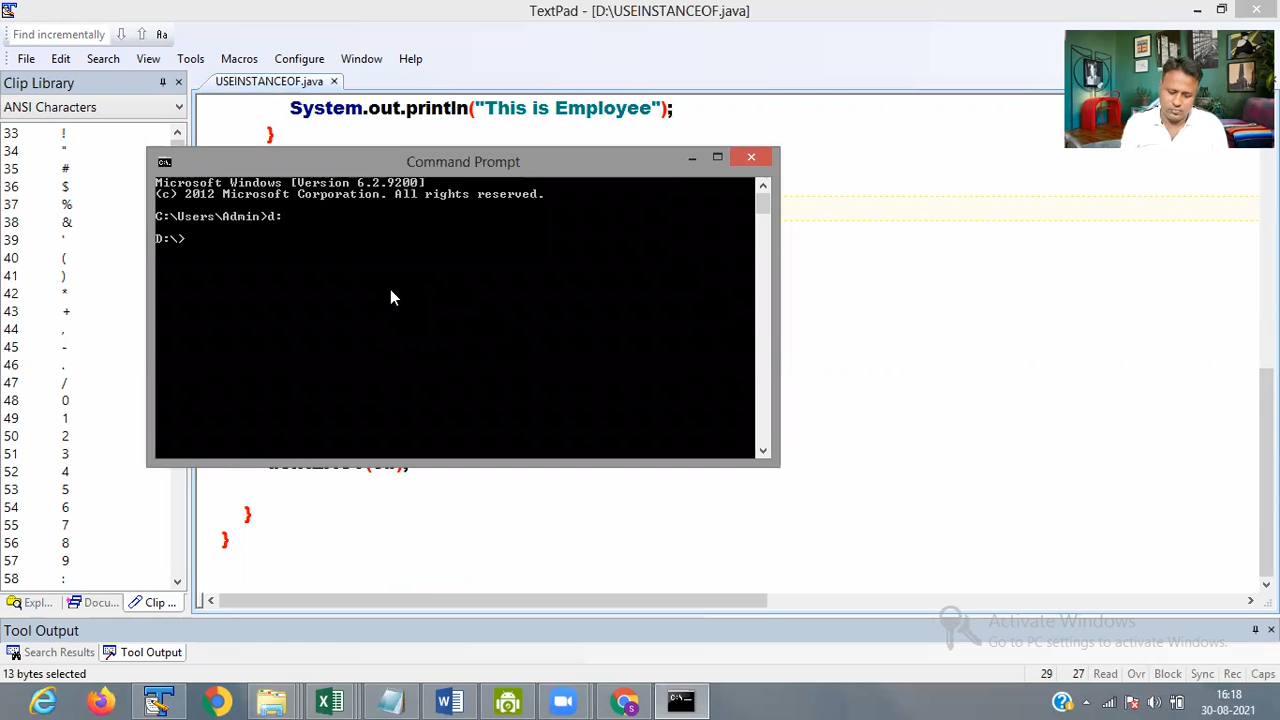 TextPad - [D:\USEINSTANCEOF.java]
Find incrementally
Aa
File Edit Search View Tools Macros Configure Window Help
Clip Library
USEINSTANCEOF.java
ANSI Characters
System.out.println("This is Employee");
}
33 !
34 "
35 #
36 $
37 %
38 &
39 '
40 (
41 )
42 *
43 +
44 ,
45 -
46 .
47 /
48 0
49 1
50 2
51 3
52 4
53 5
54 6
55 7
56 8
57 9
58 :
Command Prompt
Microsoft Windows [Version 6.2.9200]
(c) 2012 Microsoft Corporation. All rights reserved.
C:\Users\Admin>d:
D:\>
}
}
Expl... Docu... Clip ...
Tool Output
Search Results Tool Output
Activate Windows
Go to PC settings to activate Windows.
13 bytes selected
29 27 Read Ovr Block Sync Rec Caps
16:18
30-08-2021